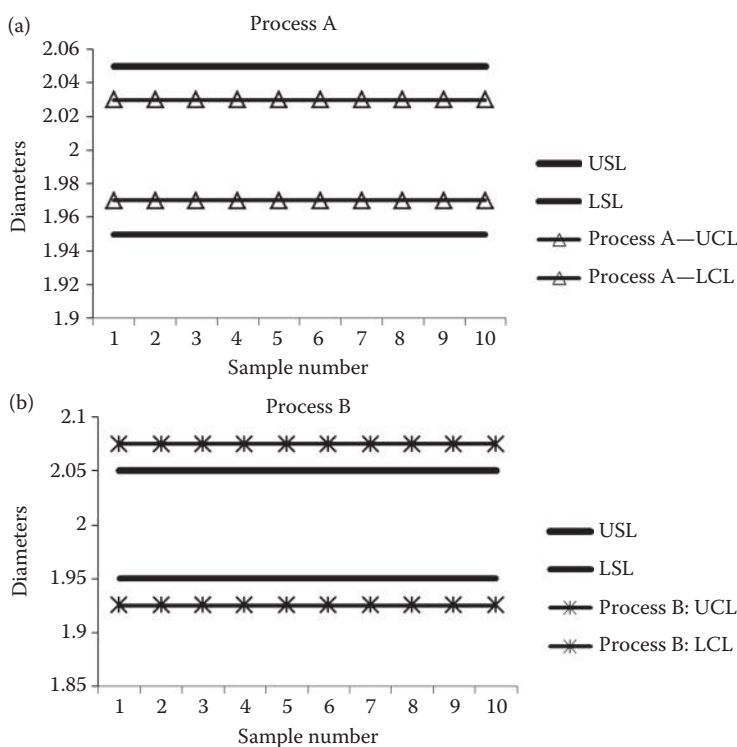 (a)
Process A
2.06
2.04
2.02
2
1.98
1.96
1.94
1.92
1.9
Diameters
1 2 3 4 5 6 7 8 9 10
Sample number
USL
LSL
Process A—UCL
Process A—LCL
(b)
Process B
2.1
2.05
2
1.95
1.9
1.85
Diameters
1 2 3 4 5 6 7 8 9 10
Sample number
USL
LSL
Process B: UCL
Process B: LCL